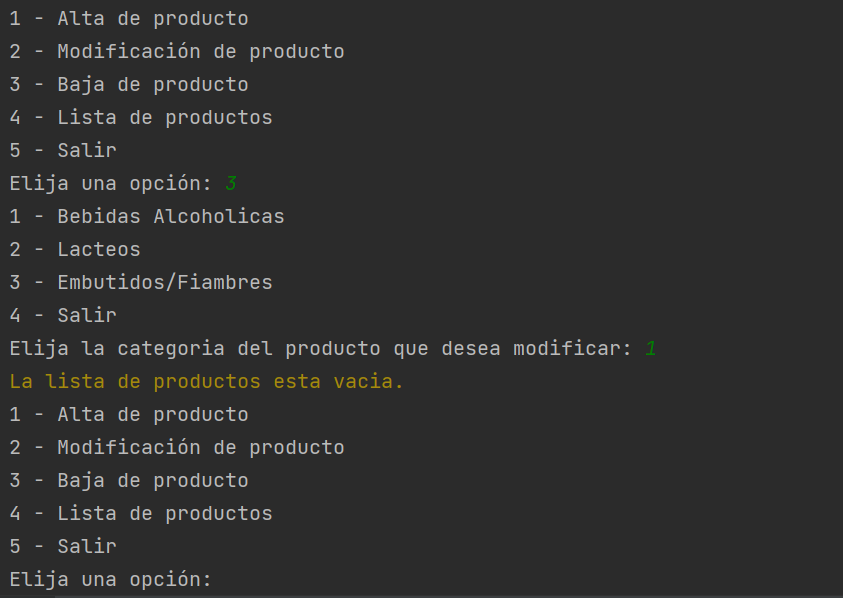 1 - Alta de producto
2 - Modificación de producto
3 - Baja de producto
4 - Lista de productos
5 - Salir
Elija una opción: 3
1 - Bebidas Alcoholicas
2 - Lacteos
3 - Embutidos/Fiambres
4 - Salir
Elija la categoria del producto que desea modificar: 1
La lista de productos esta vacia.
1 - Alta de producto
2 - Modificación de producto
3 - Baja de producto
4 - Lista de productos
5 - Salir
Elija una opción: